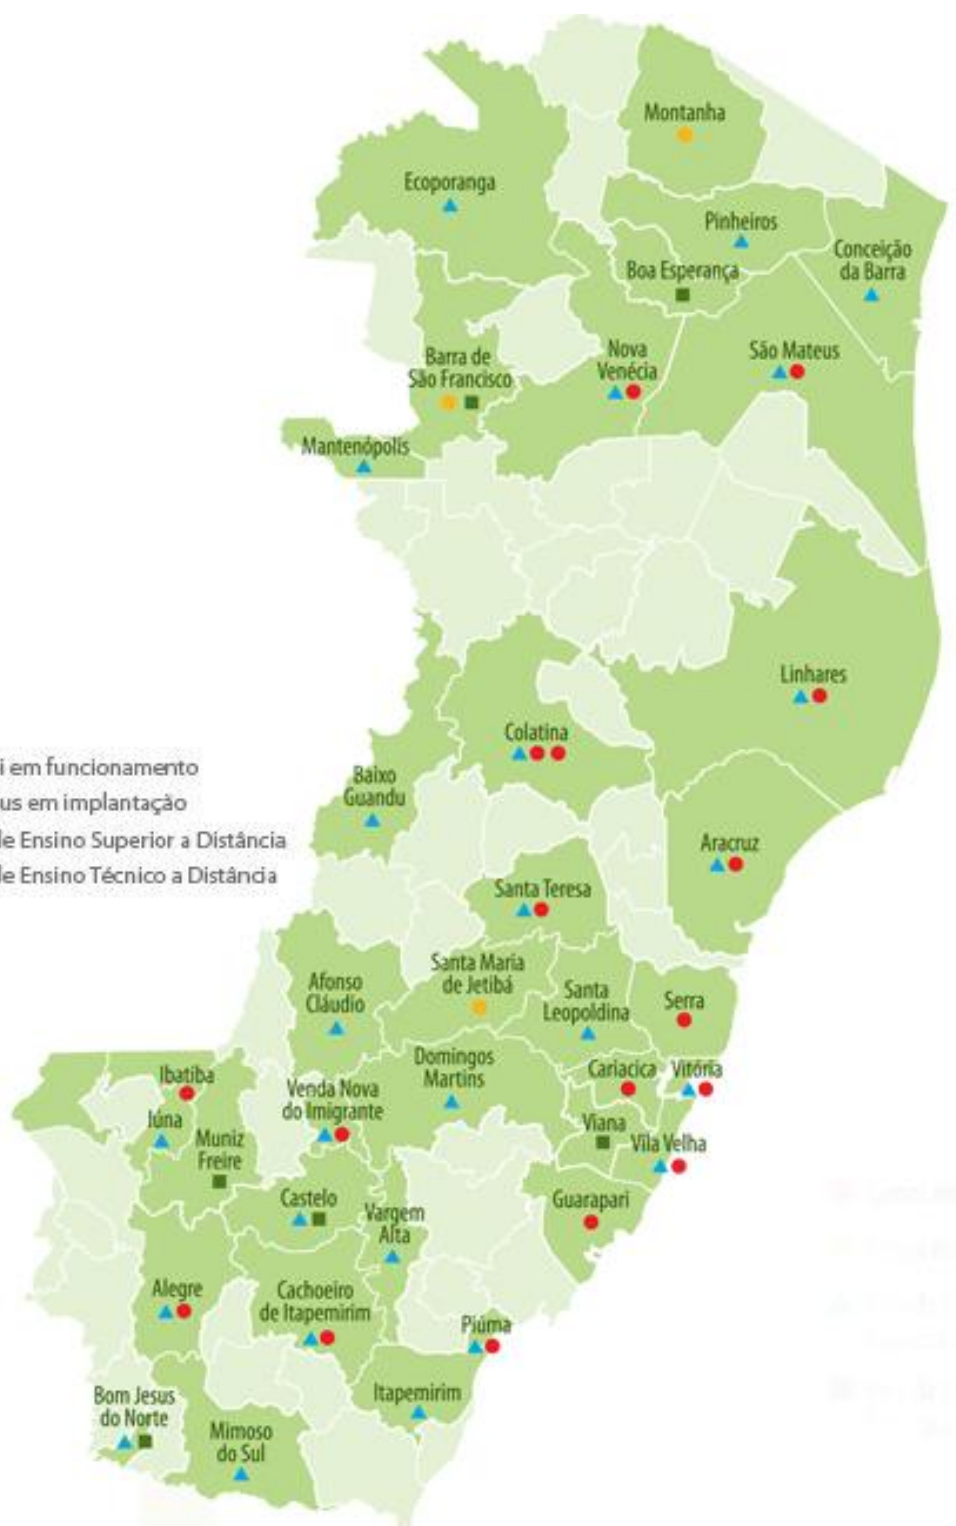 Montanha
Ecoporanga
Pinheiros
Conceição
da Barra
Boa Esperança
Nova
Venécia
São Mateus
Barra de
São Francisco
Mantenópolis
Linhares
Colatina
i em funcionamento
us em implantação
de Ensino Superior a Distância
de Ensino Técnico a Distância
Baixo
Guandu
Aracruz
Santa Teresa
Santa Maria
de Jetibá
Afonso
Cláudio
Santa
Leopoldina
Serra
Domingos
Martins
Cariacica
Vitória
Ibatiba
Venda Nova
do Imigrante
Iúna
Muniz
Freire
Viana
Vila Velha
Castelo
Vargem
Alta
Guarapari
Alegre
Cachoeiro
de Itapemirim
Piúma
Bom Jesus
do Norte
Itapemirim
Mimoso
do Sul